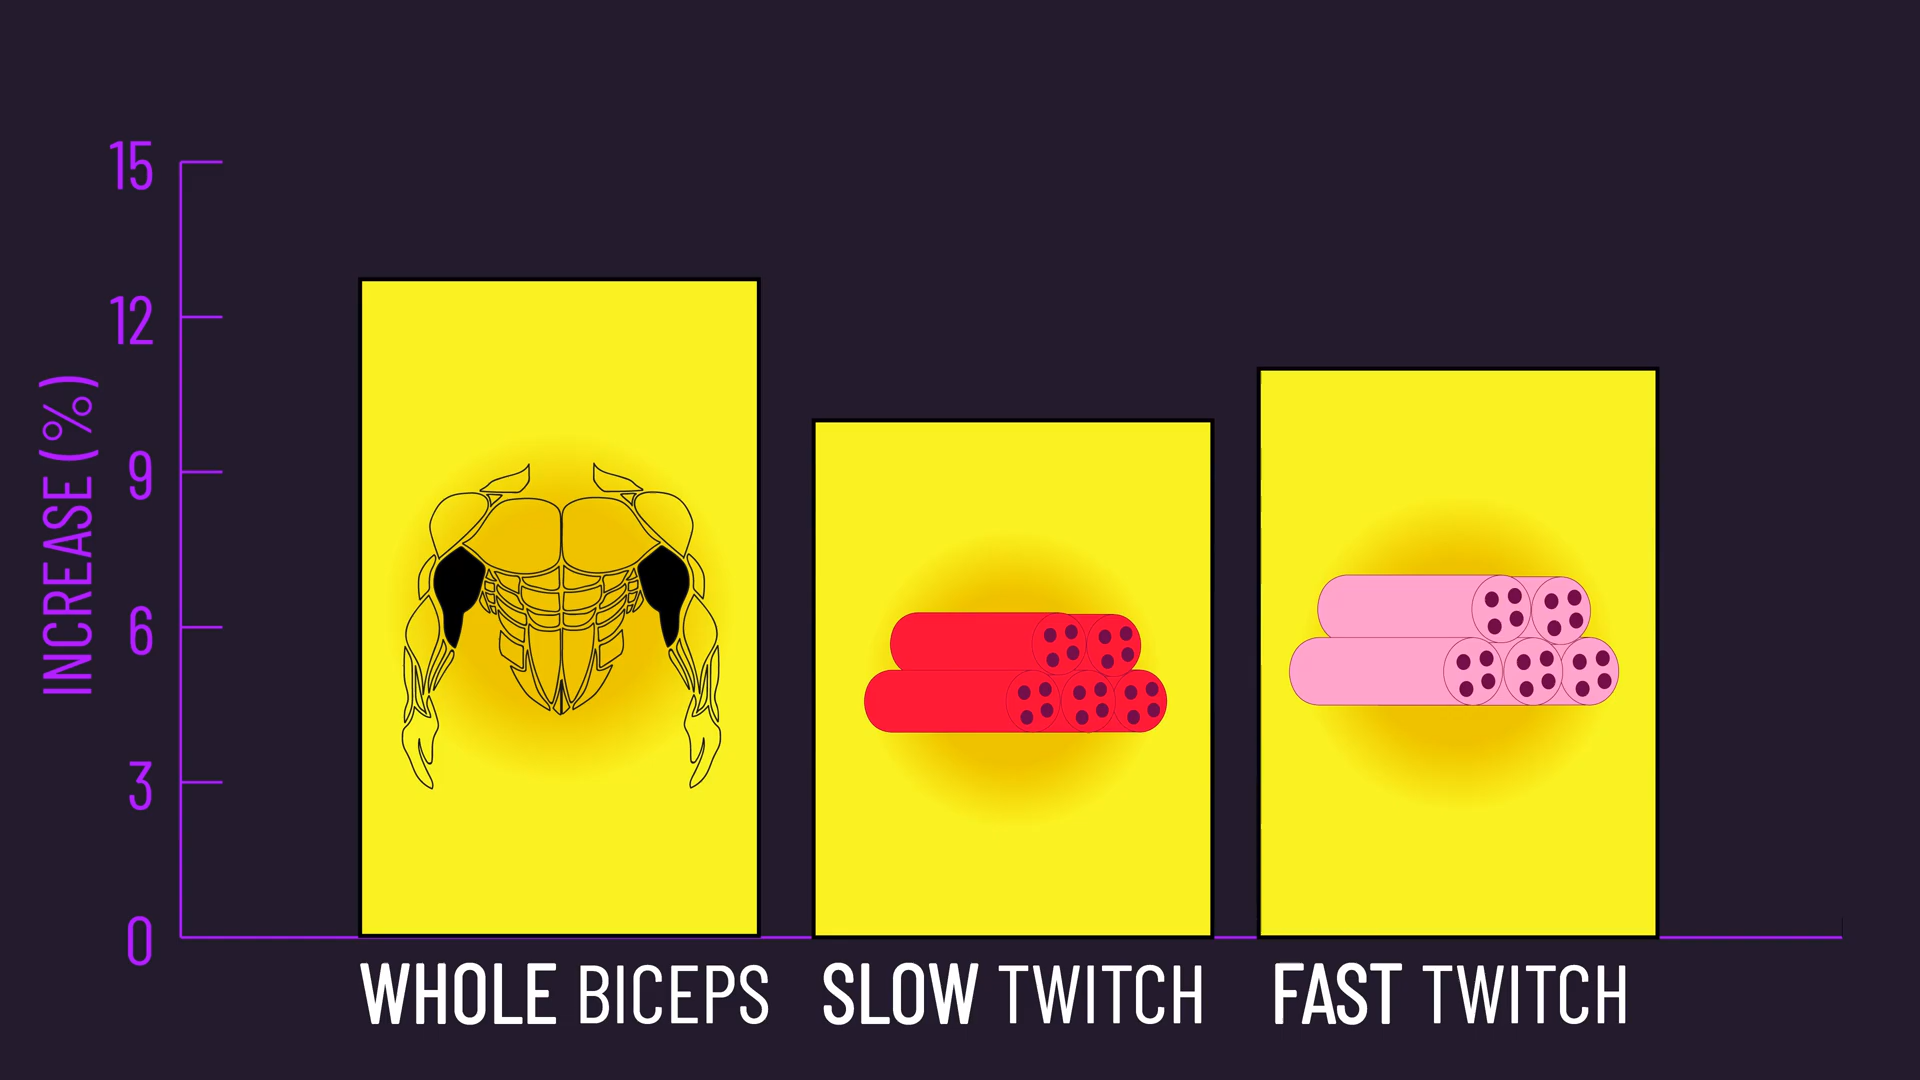 15
12
9
6
3
0
INCREASE (%)
WHOLE BICEPS
SLOW TWITCH
FAST TWITCH